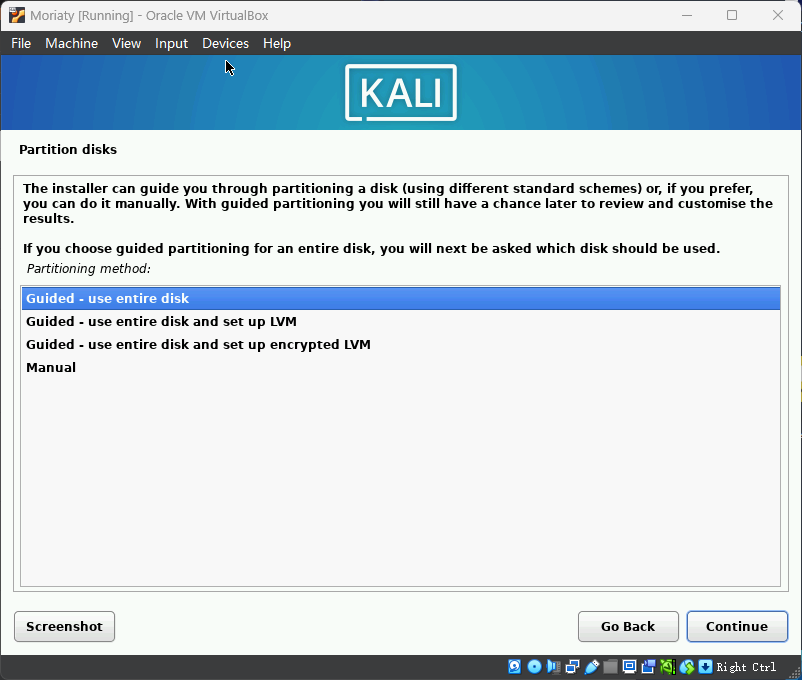 Moriaty [Running] - Oracle VM VirtualBox
File Machine View Input Devices Help
KALI
Partition disks
The installer can guide you through partitioning a disk (using different standard schemes) or, if you prefer,
you can do it manually. With guided partitioning you will still have a chance later to review and customise the
results.
If you choose guided partitioning for an entire disk, you will next be asked which disk should be used.
Partitioning method:
Guided - use entire disk
Guided - use entire disk and set up LVM
Guided - use entire disk and set up encrypted LVM
Manual
Screenshot Go Back Continue
Right Ctrl